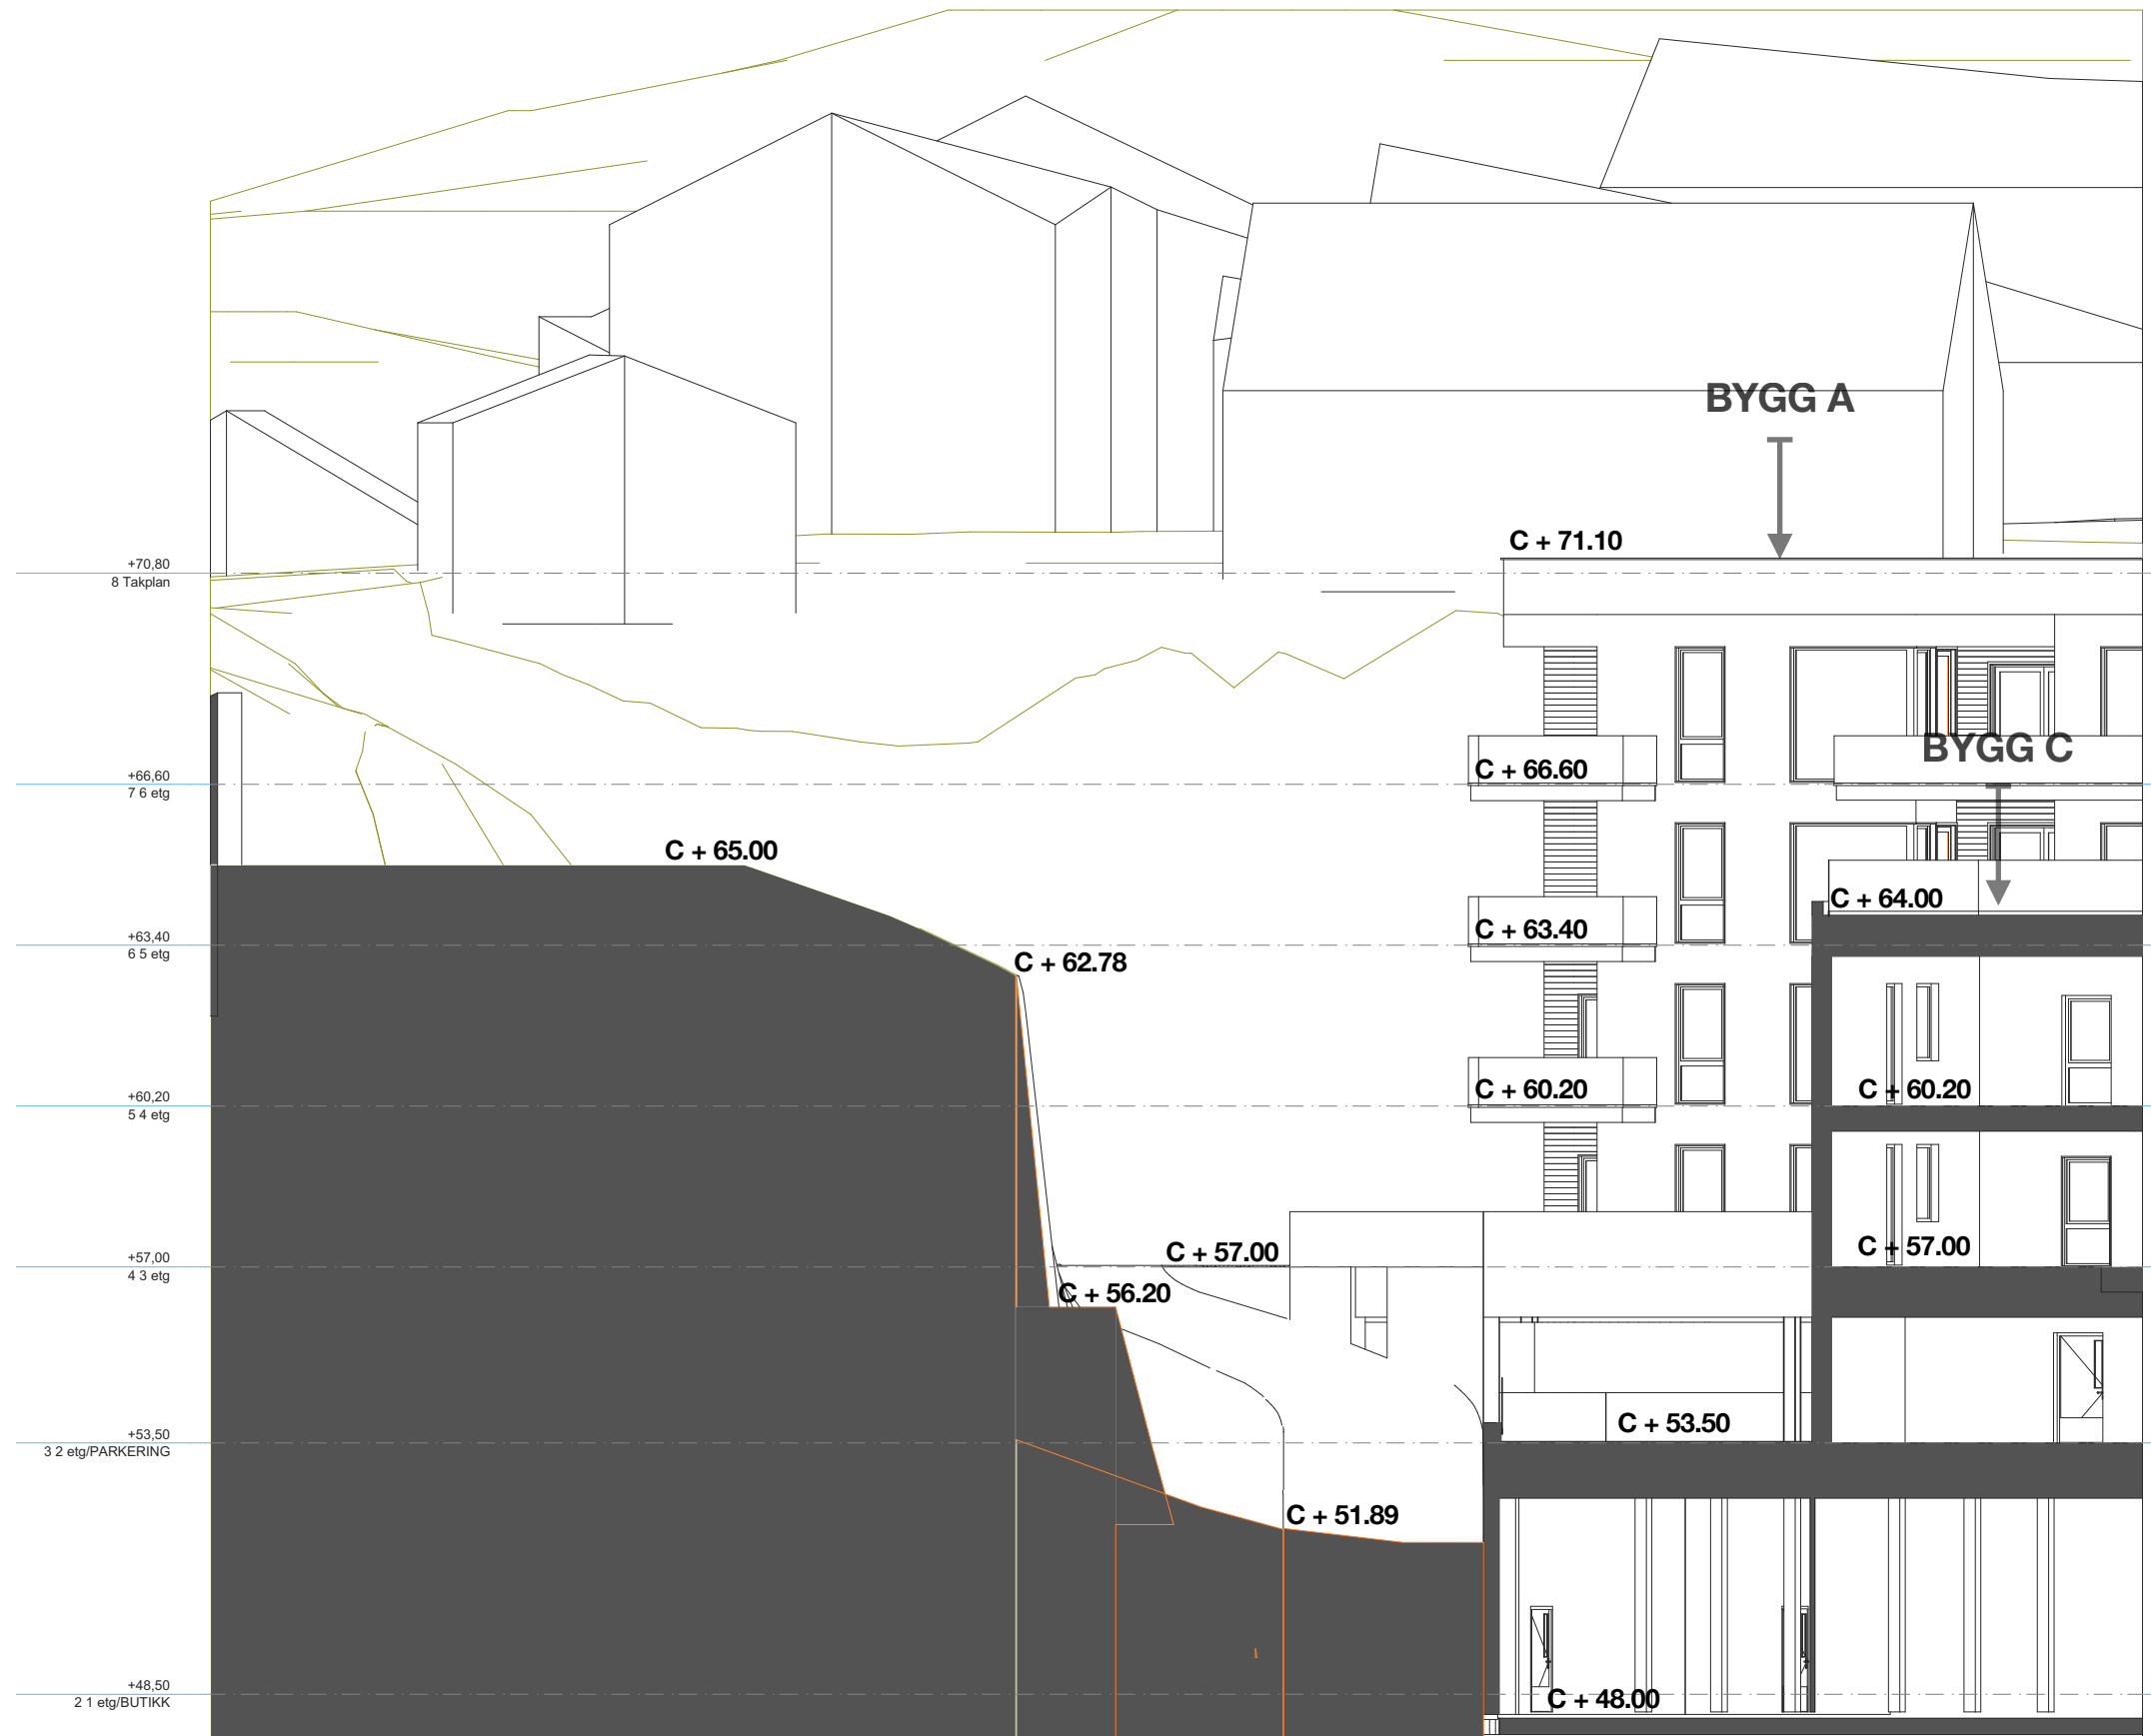 BYGG A
C + 71.10
+70,80
8 Takplan
BYGG C
C + 66.60
+66,60
7 6 etg
C + 65.00
C + 64.00
C + 63.40
+63,40
6 5 etg
C + 62.78
C + 60.20
C + 60.20
+60,20
5 4 etg
C + 57.00
C + 57.00
+57,00
4 3 etg
C + 56.20
C + 53.50
+53,50
3 2 etg/PARKERING
C + 51.89
+48,50
2 1 etg/BUTIKK
C + 48.00